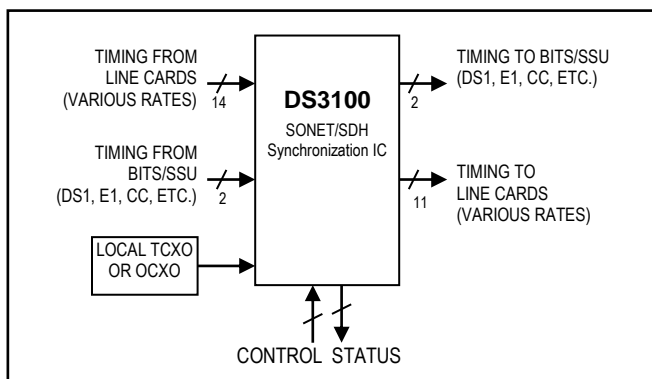 TIMING FROM
LINE CARDS
(VARIOUS RATES)
14
TIMING FROM
BITS/SSU
(DS1, E1, CC, ETC.)
2
LOCAL TCXO
OR OCXO
DS3100
SONET/SDH
Synchronization IC
TIMING TO BITS/SSU
(DS1, E1, CC, ETC.)
2
TIMING TO
LINE CARDS
(VARIOUS RATES)
11
CONTROL STATUS